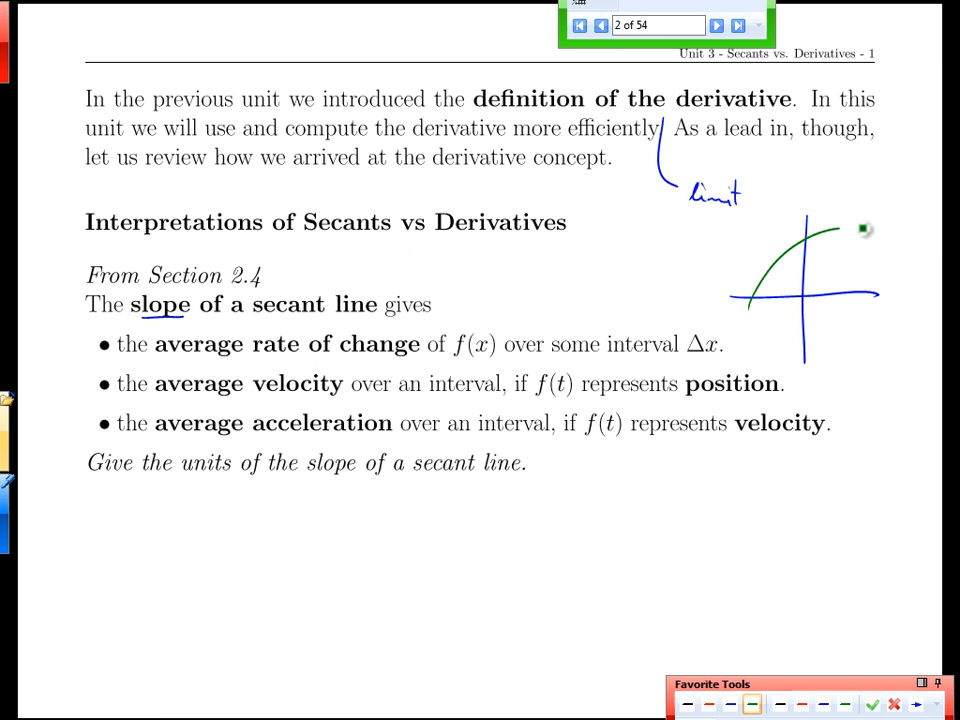 2 of 54
Unit 3 - Secants vs. Derivatives - 1
In the previous unit we introduced the definition of the derivative. In this
unit we will use and compute the derivative more efficiently. As a lead in, though,
let us review how we arrived at the derivative concept.
limit
Interpretations of Secants vs Derivatives
From Section 2.4
The slope of a secant line gives
• the average rate of change of f(x) over some interval Δx.
• the average velocity over an interval, if f(t) represents position.
• the average acceleration over an interval, if f(t) represents velocity.
Give the units of the slope of a secant line.
Favorite Tools